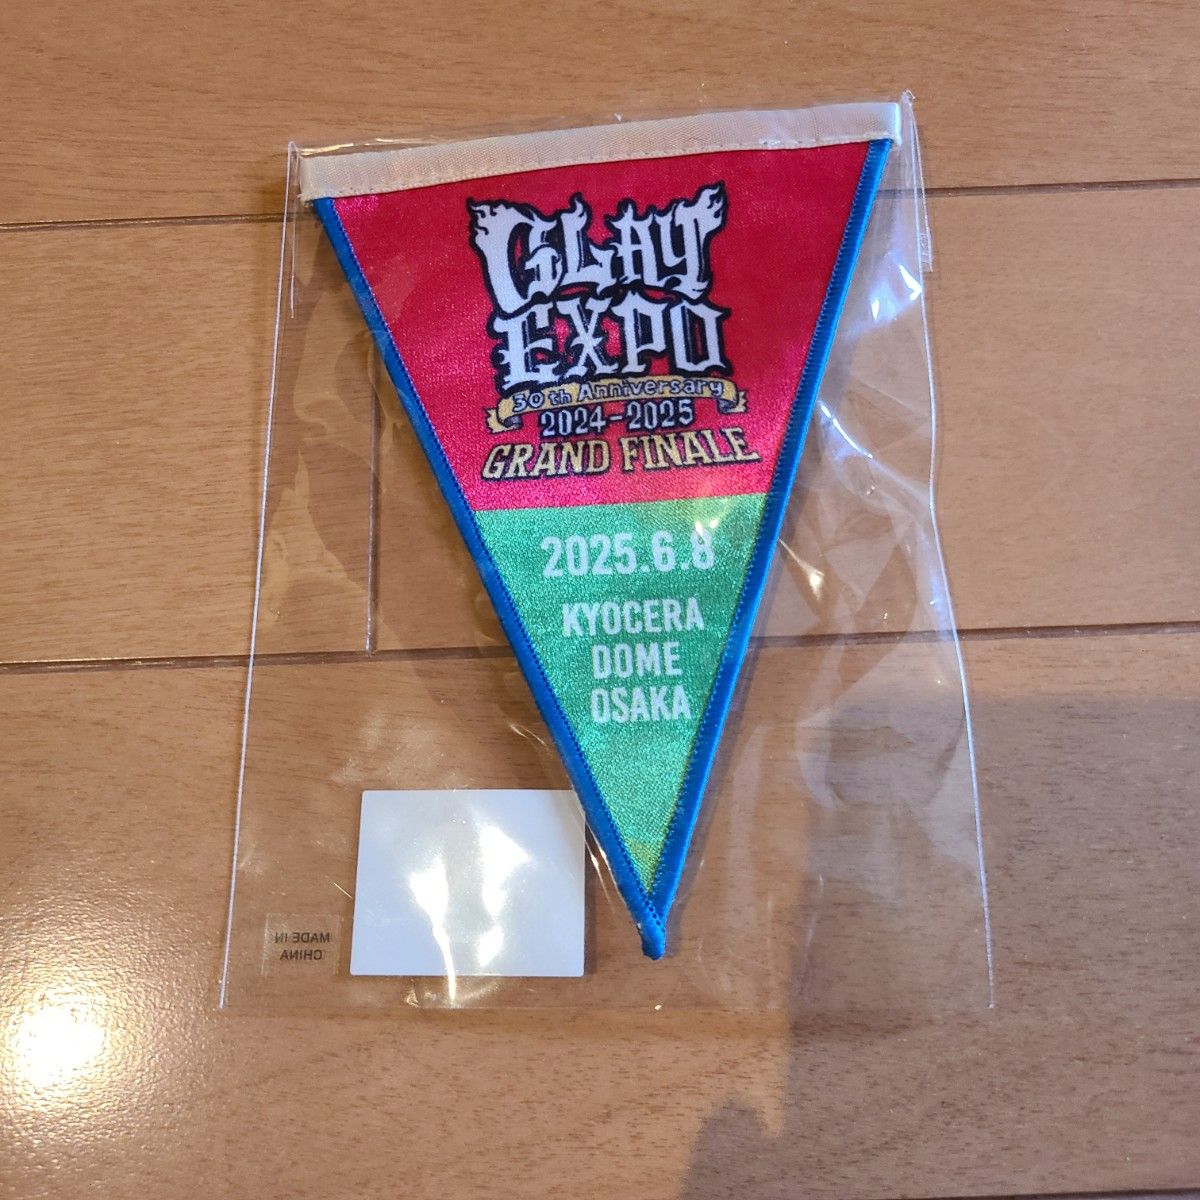 GLAY
EXPO
30th Anniversary
2024-2025
GRAND FINALE
2025.6.8
KYOCERA
DOME
OSAKA
MADE IN
CHINA